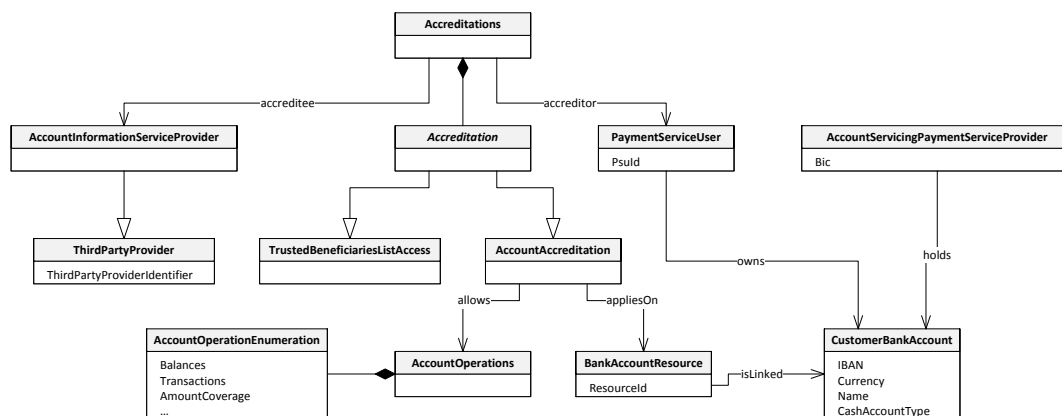 Accreditations
accreditee
accreditor
AccountInformationServiceProvider
Accreditation
PaymentServiceUser
PsuId
AccountServicingPaymentServiceProvider
Bic
ThirdPartyProvider
ThirdPartyProviderIdentifier
TrustedBeneficiariesListAccess
AccountAccreditation
owns
holds
allows
appliesOn
AccountOperationEnumeration
Balances
Transactions
AmountCoverage
...
AccountOperations
BankAccountResource
ResourceId
isLinked
CustomerBankAccount
IBAN
Currency
Name
CashAccountType